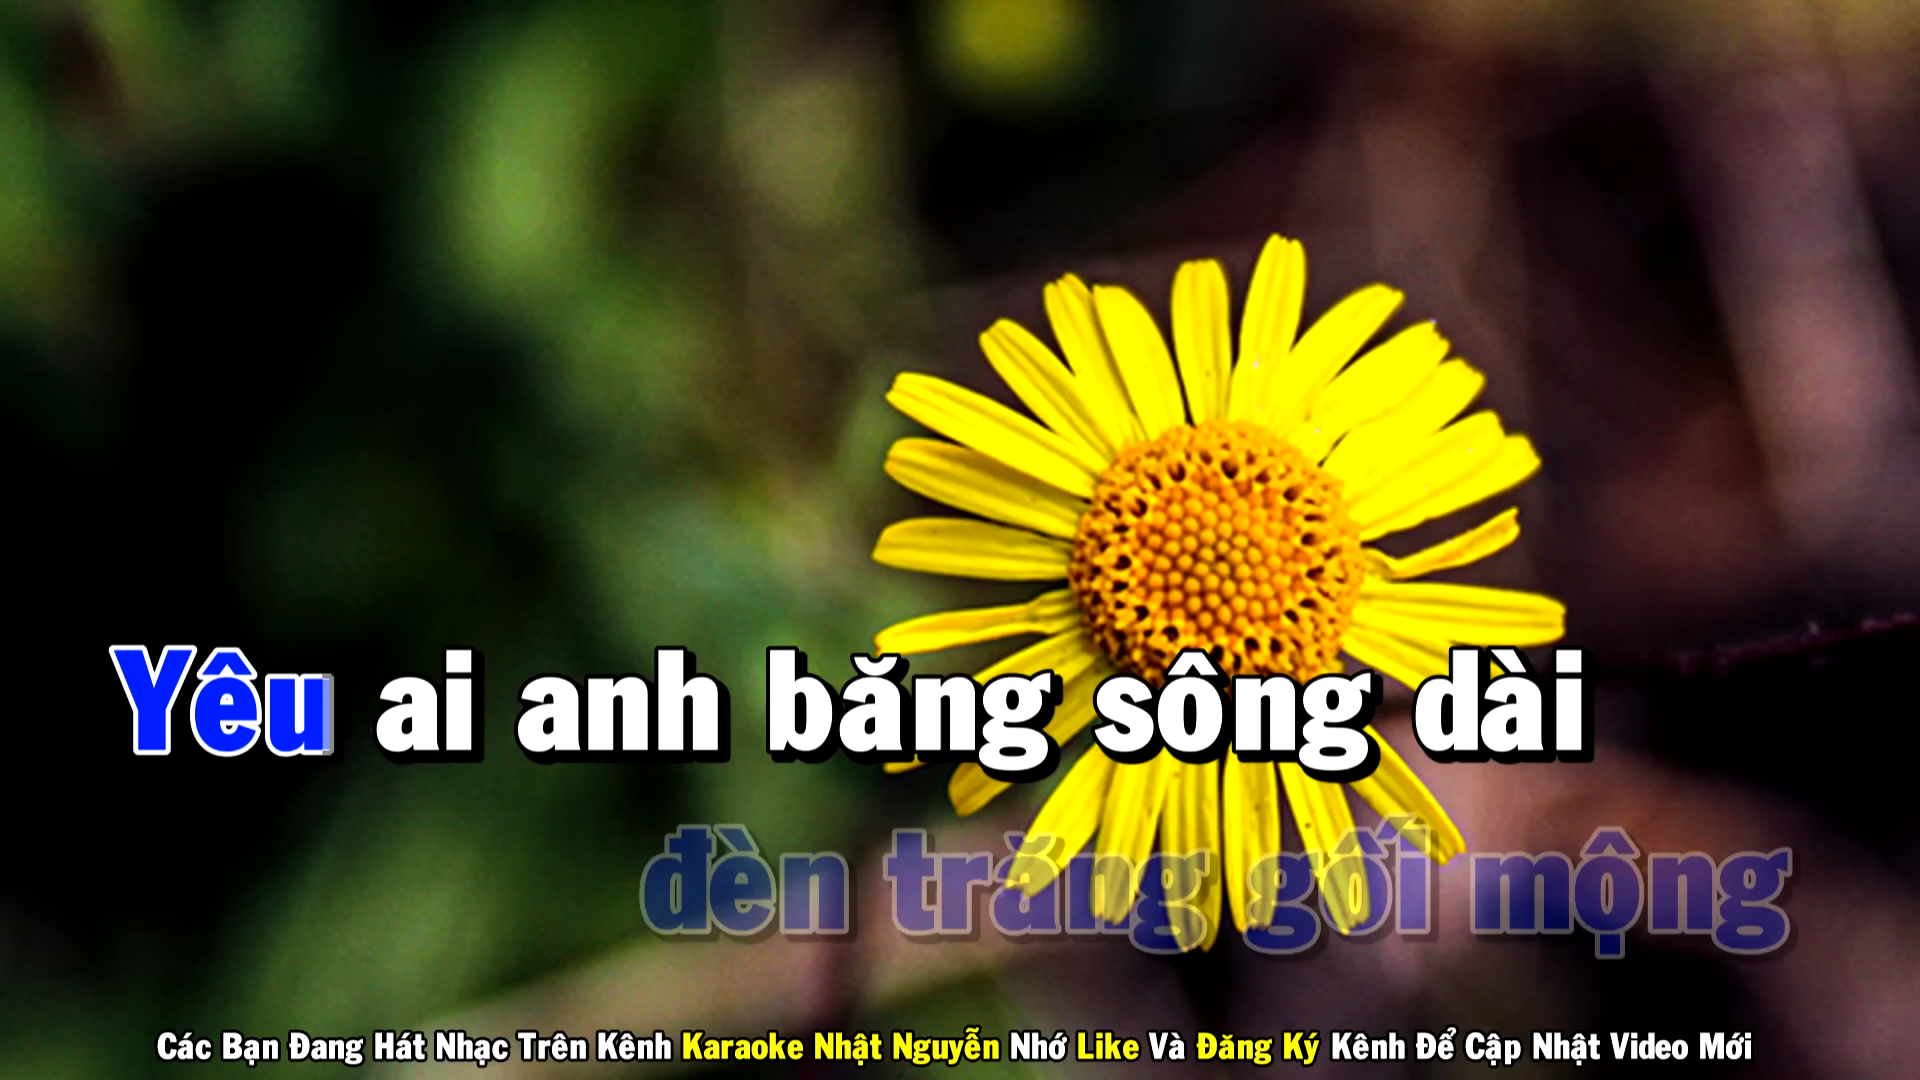 Yêu ai anh băng sông dài
đèn trăng gối mộng
Các Bạn Đang Hát Nhạc Trên Kênh Karaoke Nhật Nguyễn Nhớ Like Và Đăng Ký Kênh Để Cập Nhật Video Mới